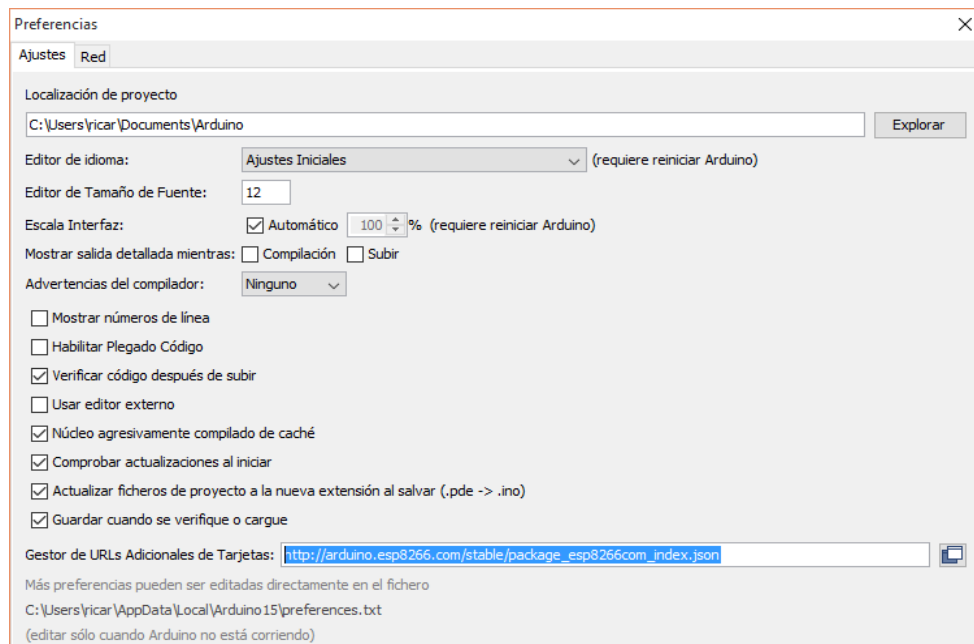 Preferencias
Ajustes Red
Localización de proyecto
C:\Users\ricar\Documents\Arduino Explorar
Editor de idioma: Ajustes Iniciales (requiere reiniciar Arduino)
Editor de Tamaño de Fuente: 12
Escala Interfaz: Automático 100 % (requiere reiniciar Arduino)
Mostrar salida detallada mientras: Compilación Subir
Advertencias del compilador: Ninguno
Mostrar números de línea
Habilitar Plegado Código
Verificar código después de subir
Usar editor externo
Núcleo agresivamente compilado de caché
Comprobar actualizaciones al iniciar
Actualizar ficheros de proyecto a la nueva extensión al salvar (.pde -> .ino)
Guardar cuando se verifique o cargue
Gestor de URLs Adicionales de Tarjetas: http://arduino.esp8266.com/stable/package_esp8266com_index.json
Más preferencias pueden ser editadas directamente en el fichero
C:\Users\ricar\AppData\Local\Arduino15\preferences.txt
(editar sólo cuando Arduino no está corriendo)